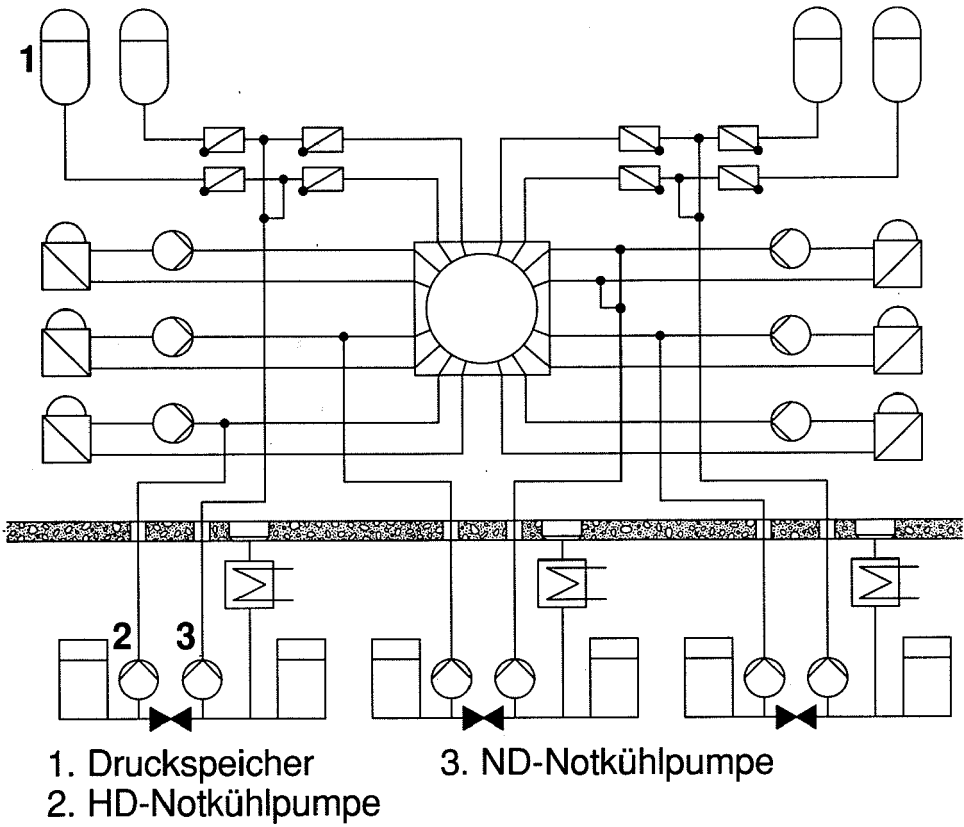 1
2 3
1. Druckspeicher
2. HD-Notkühlpumpe
3. ND-Notkühlpumpe